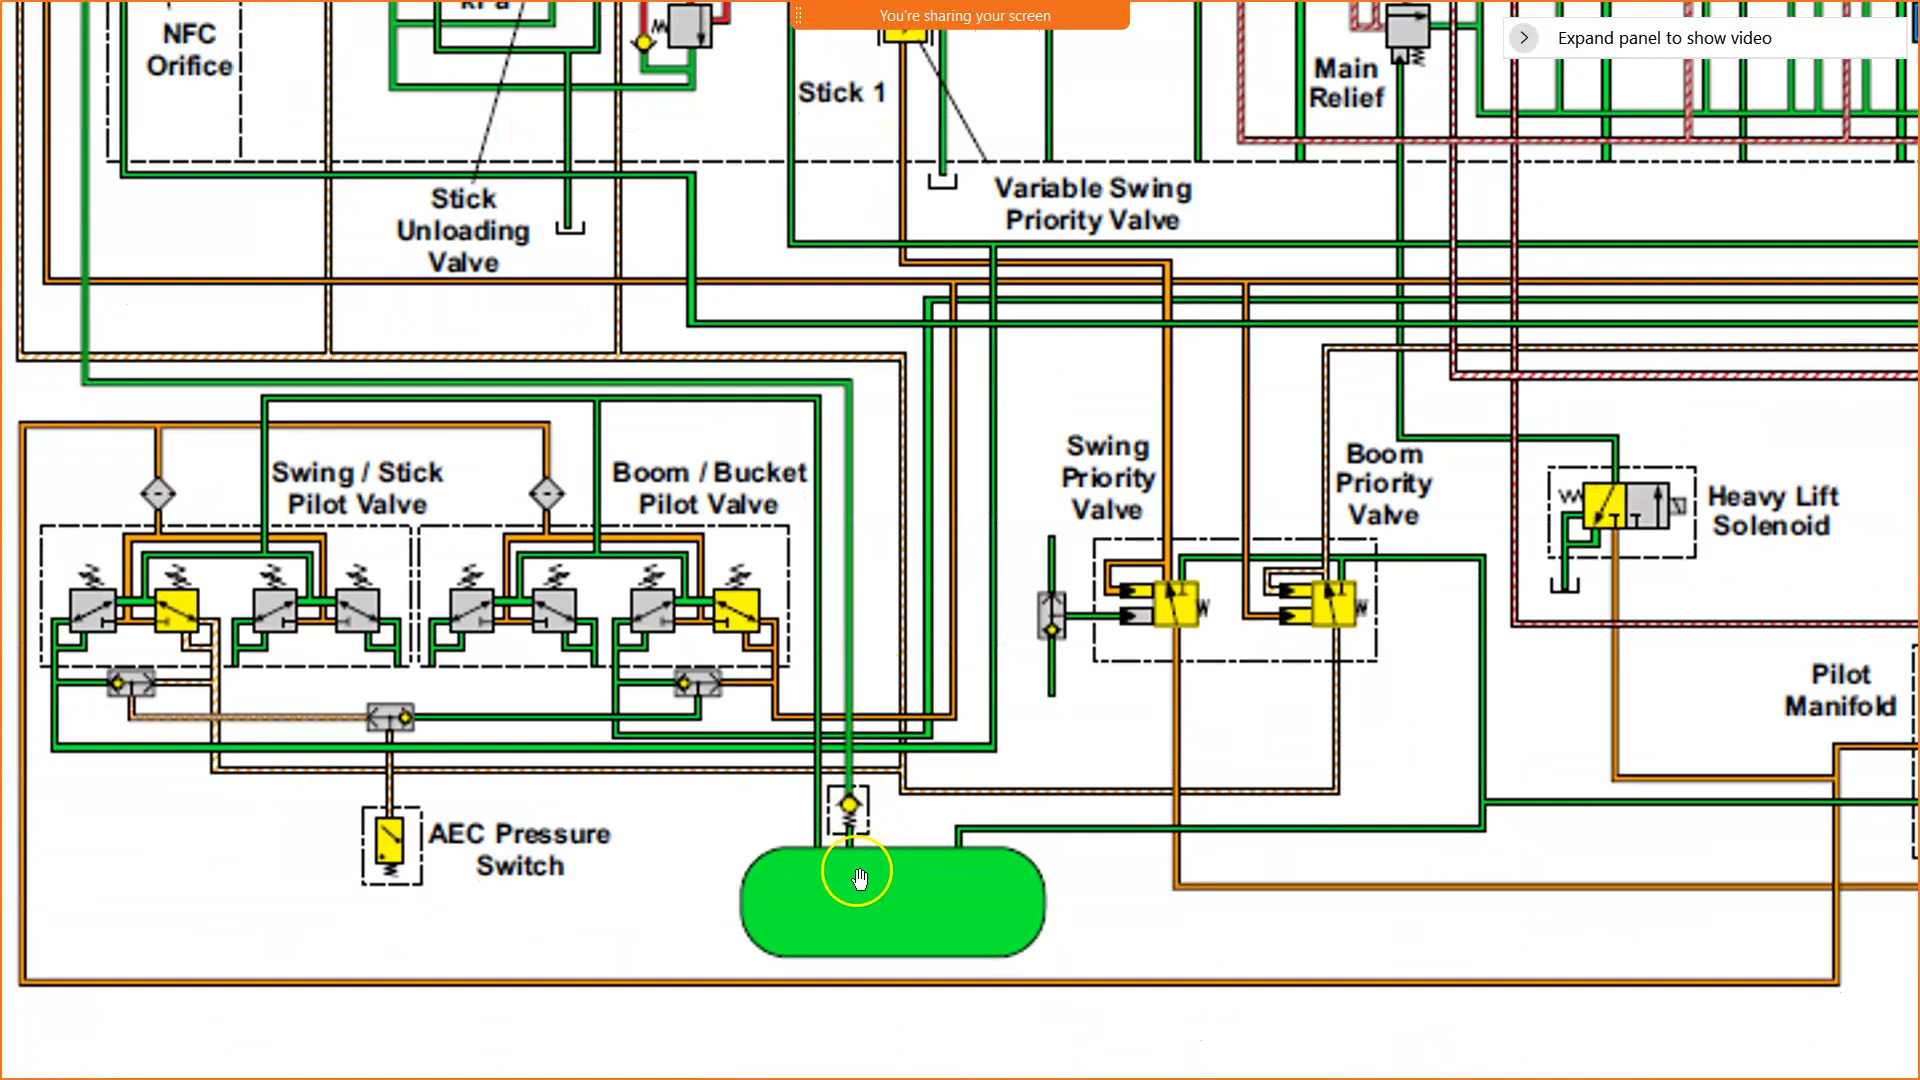 You're sharing your screen
Expand panel to show video
NFC
Orifice
Stick 1
Main
Relief
Stick
Unloading
Valve
Variable Swing
Priority Valve
Swing / Stick
Pilot Valve
Boom / Bucket
Pilot Valve
Swing
Priority
Valve
Boom
Priority
Valve
Heavy Lift
Solenoid
Pilot
Manifold
AEC Pressure
Switch